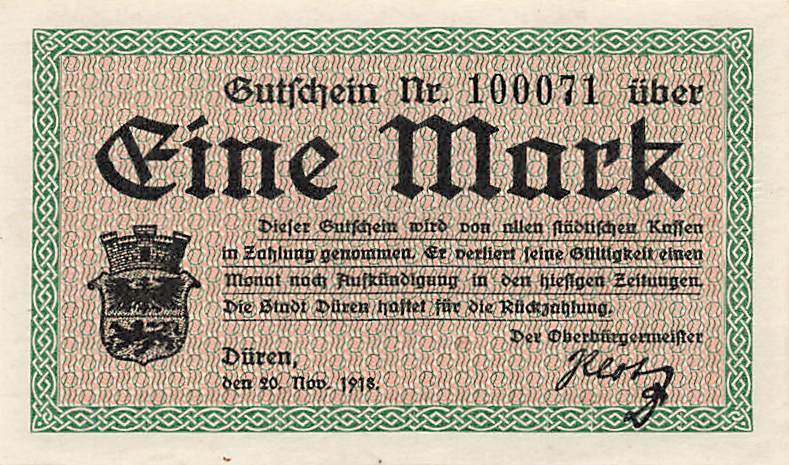 Gutschein Nr. 100071 über
Eine Mark
Dieser Gutschein wird von allen städtischen Kassen
in Zahlung genommen. Er verliert seine Gültigkeit einen
Monat nach Aufkündigung in den hiesigen Zeitungen.
Die Stadt Düren haftet für die Rückzahlung.
Der Oberbürgermeister
Düren,
den 20. Nov. 1918.